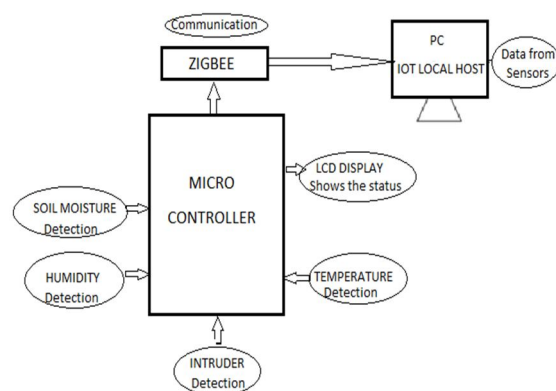 Communication
ZIGBEE
PC
IOT LOCAL HOST
Data from
Sensors
MICRO
CONTROLLER
LCD DISPLAY
Shows the status
SOIL MOISTURE
Detection
HUMIDITY
Detection
TEMPERATURE
Detection
INTRUDER
Detection